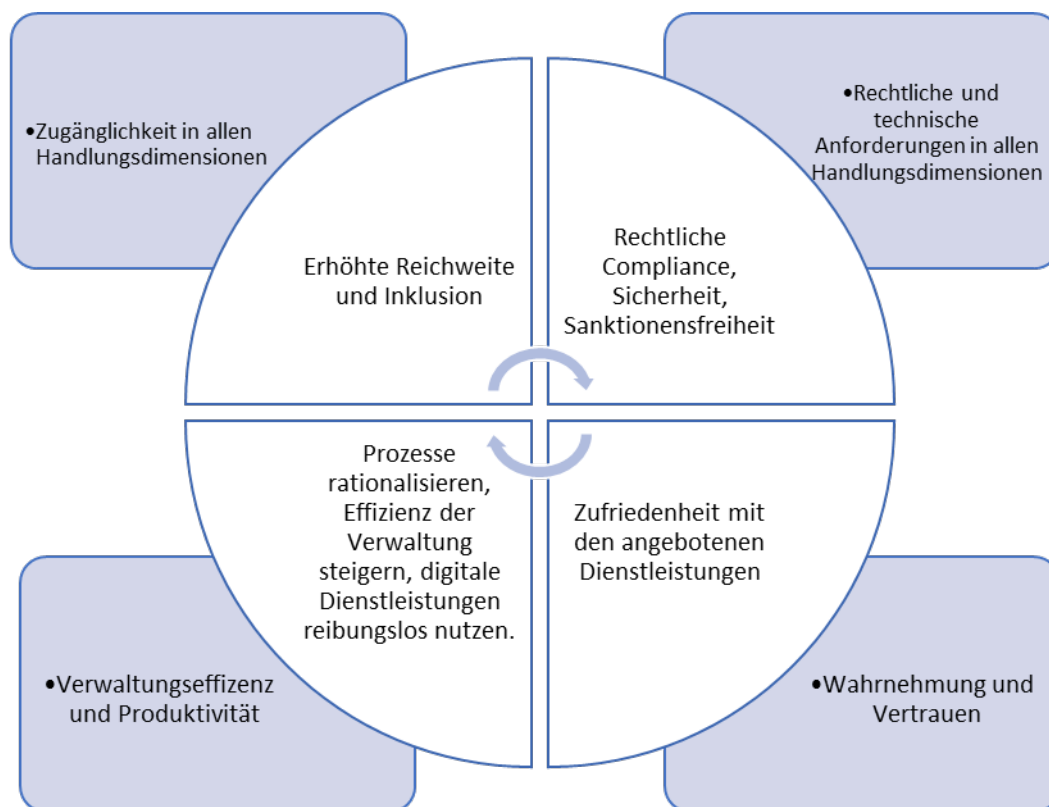 •Zugänglichkeit in allen
Handlungsdimensionen
•Rechtliche und
technische
Anforderungen in allen
Handlungsdimensionen
Erhöhte Reichweite
und Inklusion
Rechtliche
Compliance,
Sicherheit,
Sanktionensfreiheit
Prozesse
rationalisieren,
Effizienz der
Verwaltung
steigern, digitale
Dienstleistungen
reibungslos nutzen.
Zufriedenheit mit
den angebotenen
Dienstleistungen
•Verwaltungseffizenz
und Produktivität
•Wahrnehmung und
Vertrauen